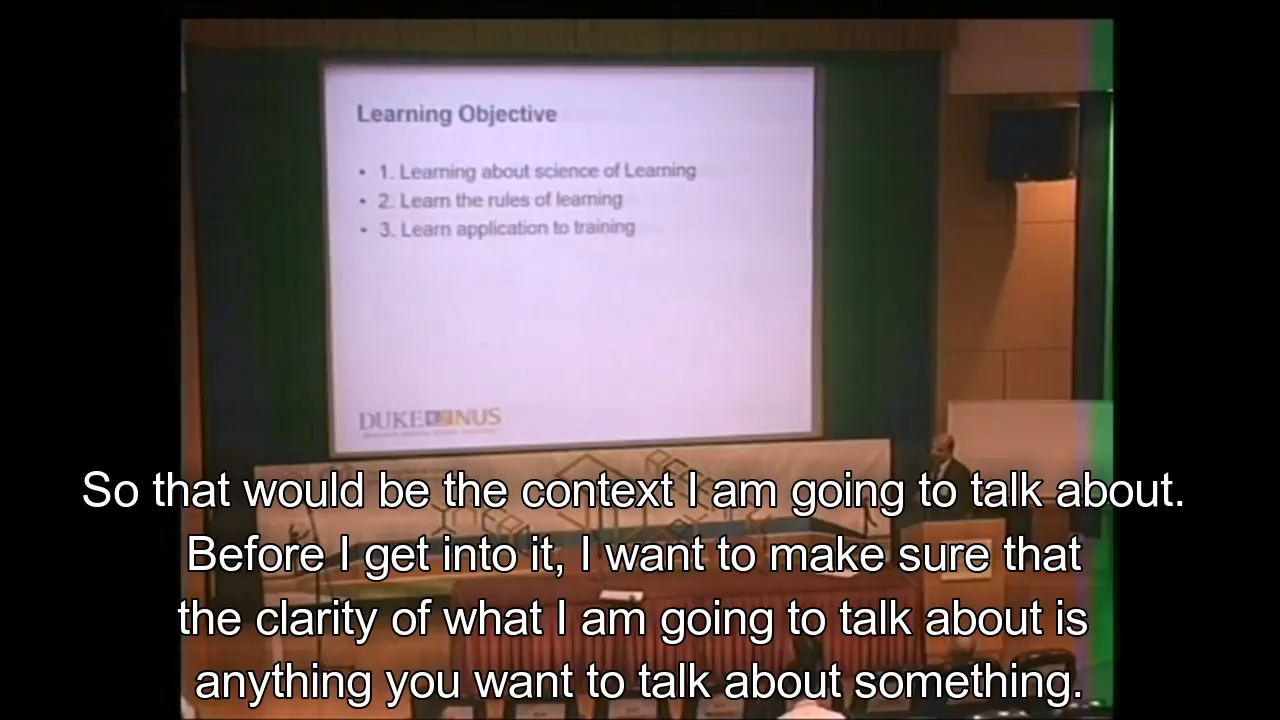 Learning Objective
• 1. Learning about science of Learning
• 2. Learn the rules of learning
• 3. Learn application to training
DUKE NUS
So that would be the context I am going to talk about.
Before I get into it, I want to make sure that
the clarity of what I am going to talk about is
anything you want to talk about something.